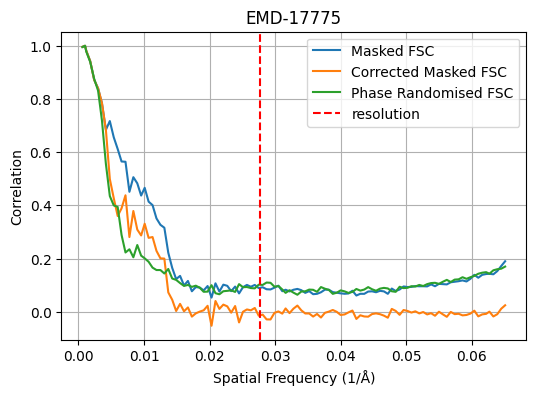 EMD-17775
Masked FSC
Corrected Masked FSC
Phase Randomised FSC
resolution
Correlation
1.0
0.8
0.6
0.4
0.2
0.0
0.00 0.01 0.02 0.03 0.04 0.05 0.06
Spatial Frequency (1/Å)